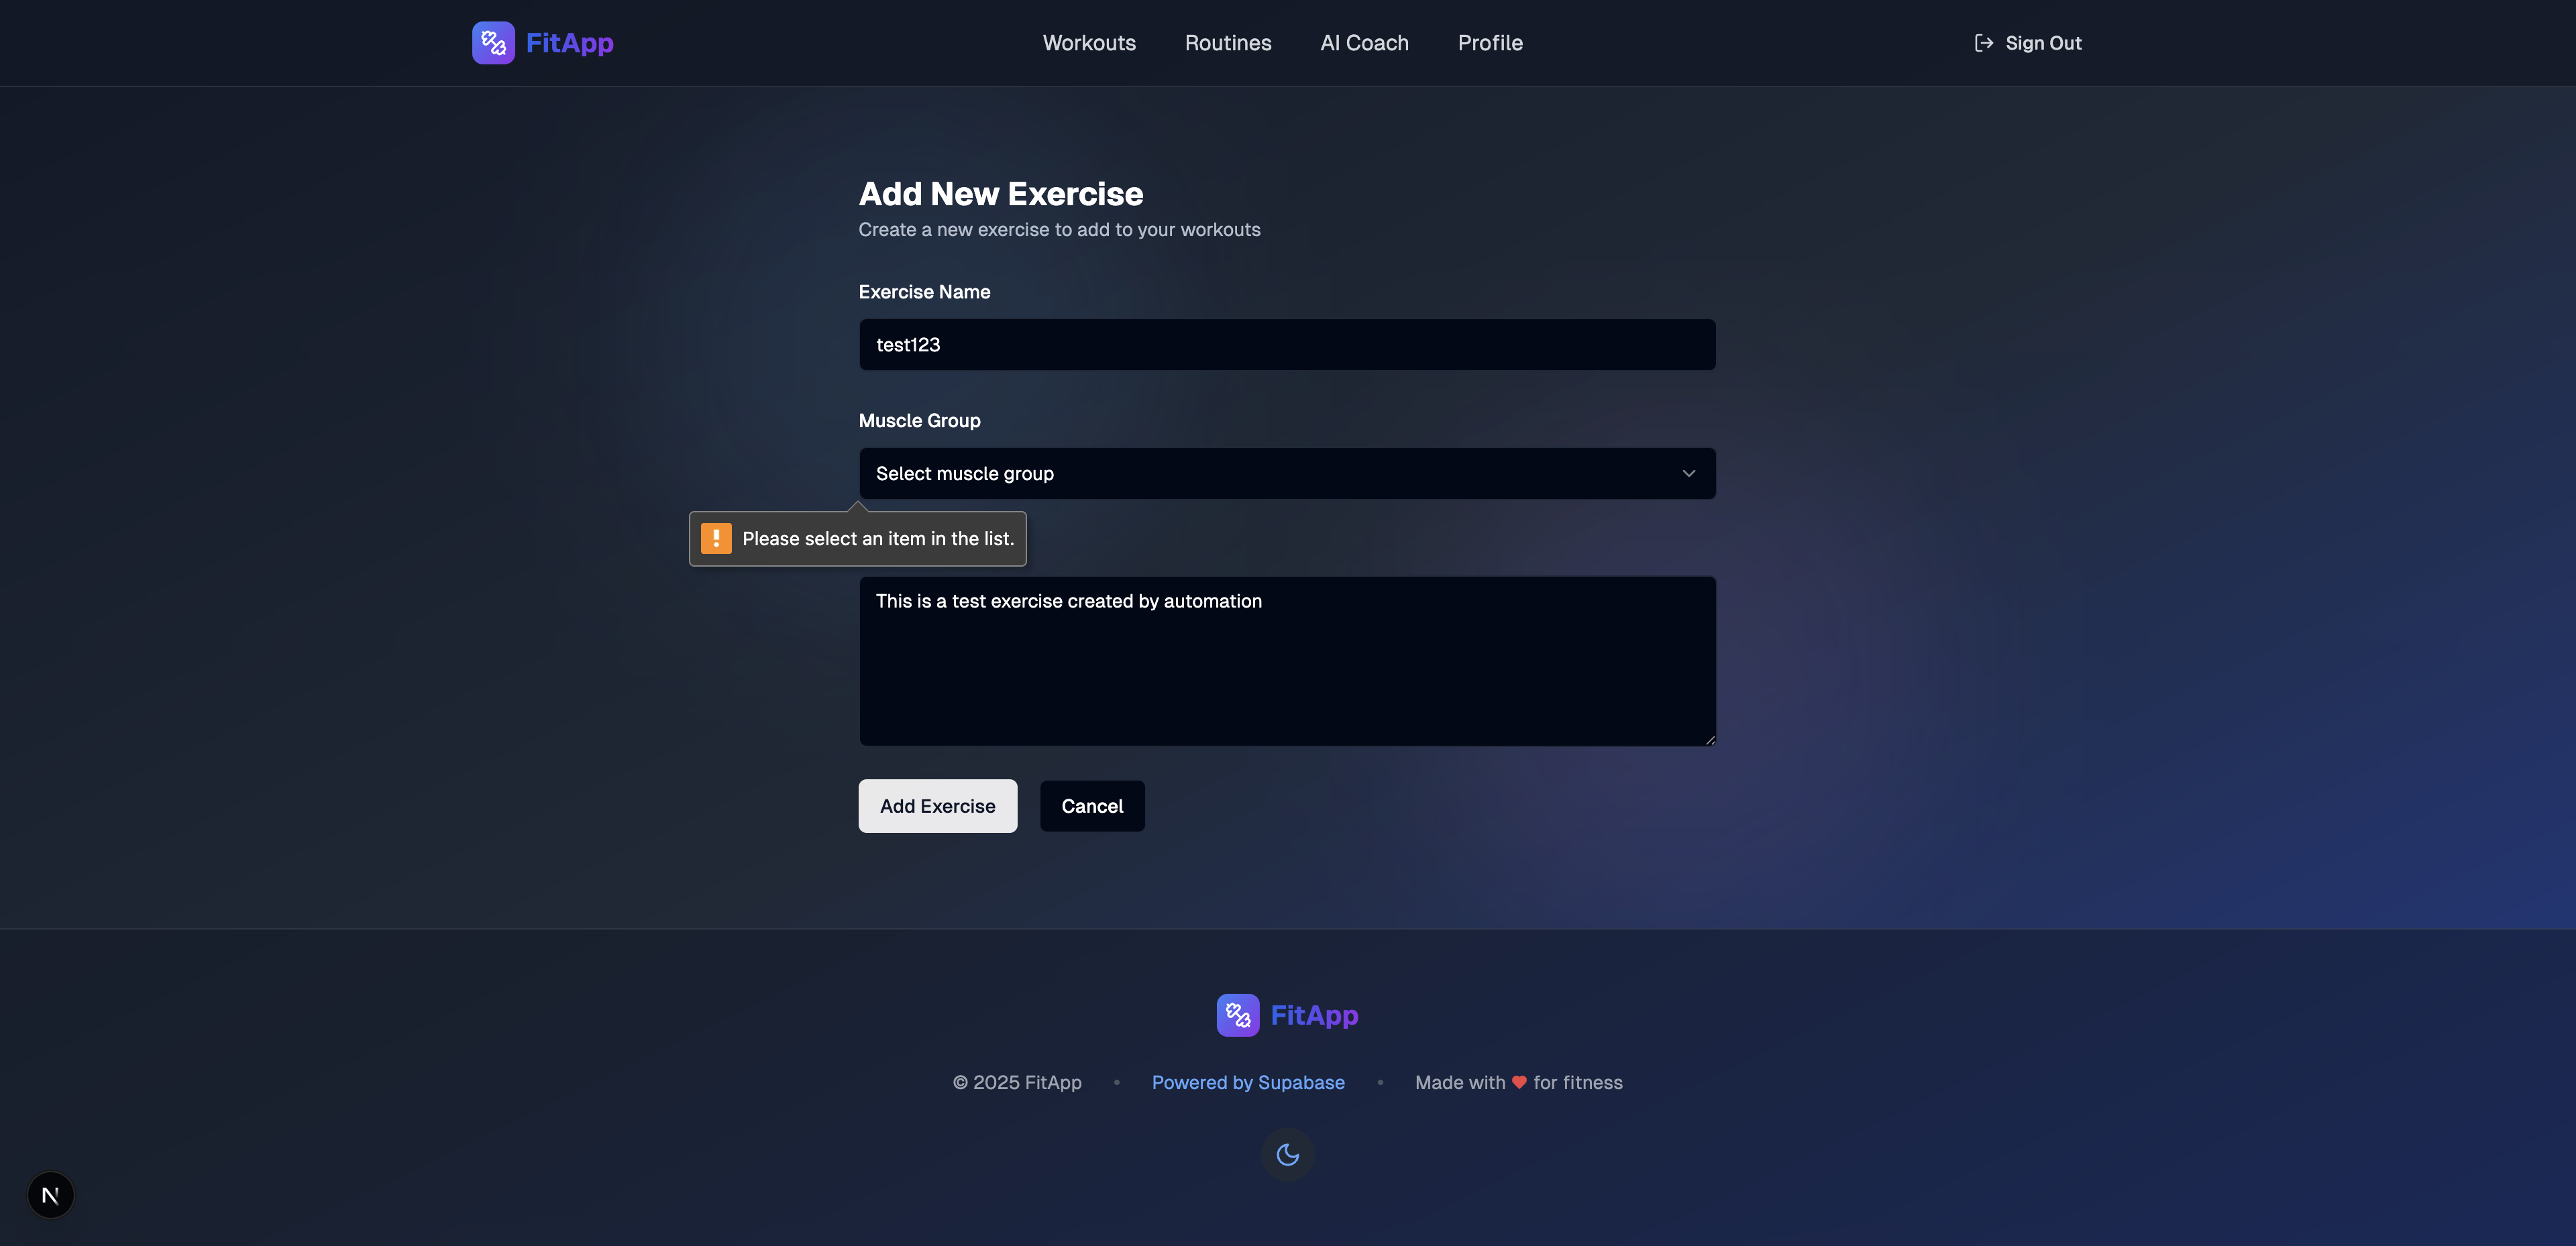 FitApp
Workouts
Routines
AI Coach
Profile
Sign Out
Add New Exercise
Create a new exercise to add to your workouts
Exercise Name
test123
Muscle Group
Select muscle group
! Please select an item in the list.
This is a test exercise created by automation
Add Exercise
Cancel
FitApp
© 2025 FitApp • Powered by Supabase • Made with ❤ for fitness
N